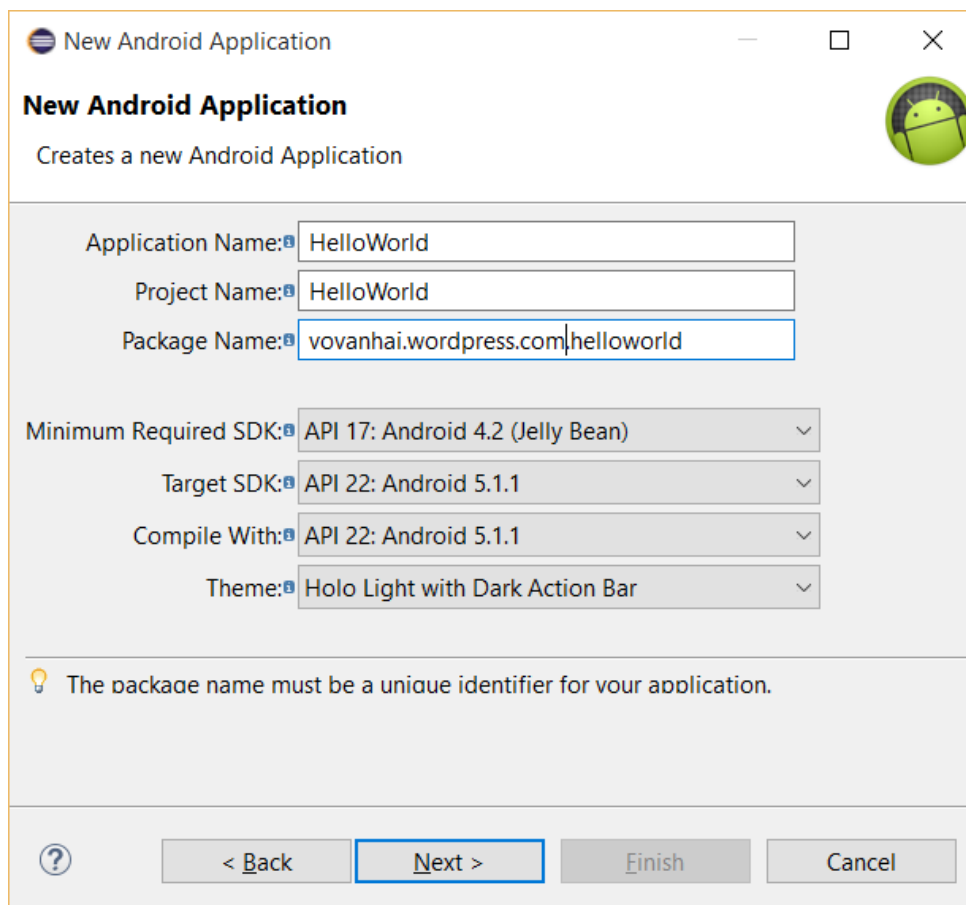 New Android Application
New Android Application
Creates a new Android Application
Application Name: HelloWorld
Project Name: HelloWorld
Package Name: vovanhai.wordpress.com.helloworld
Minimum Required SDK: API 17: Android 4.2 (Jelly Bean)
Target SDK: API 22: Android 5.1.1
Compile With: API 22: Android 5.1.1
Theme: Holo Light with Dark Action Bar
The package name must be a unique identifier for your application.
? < Back Next > Finish Cancel